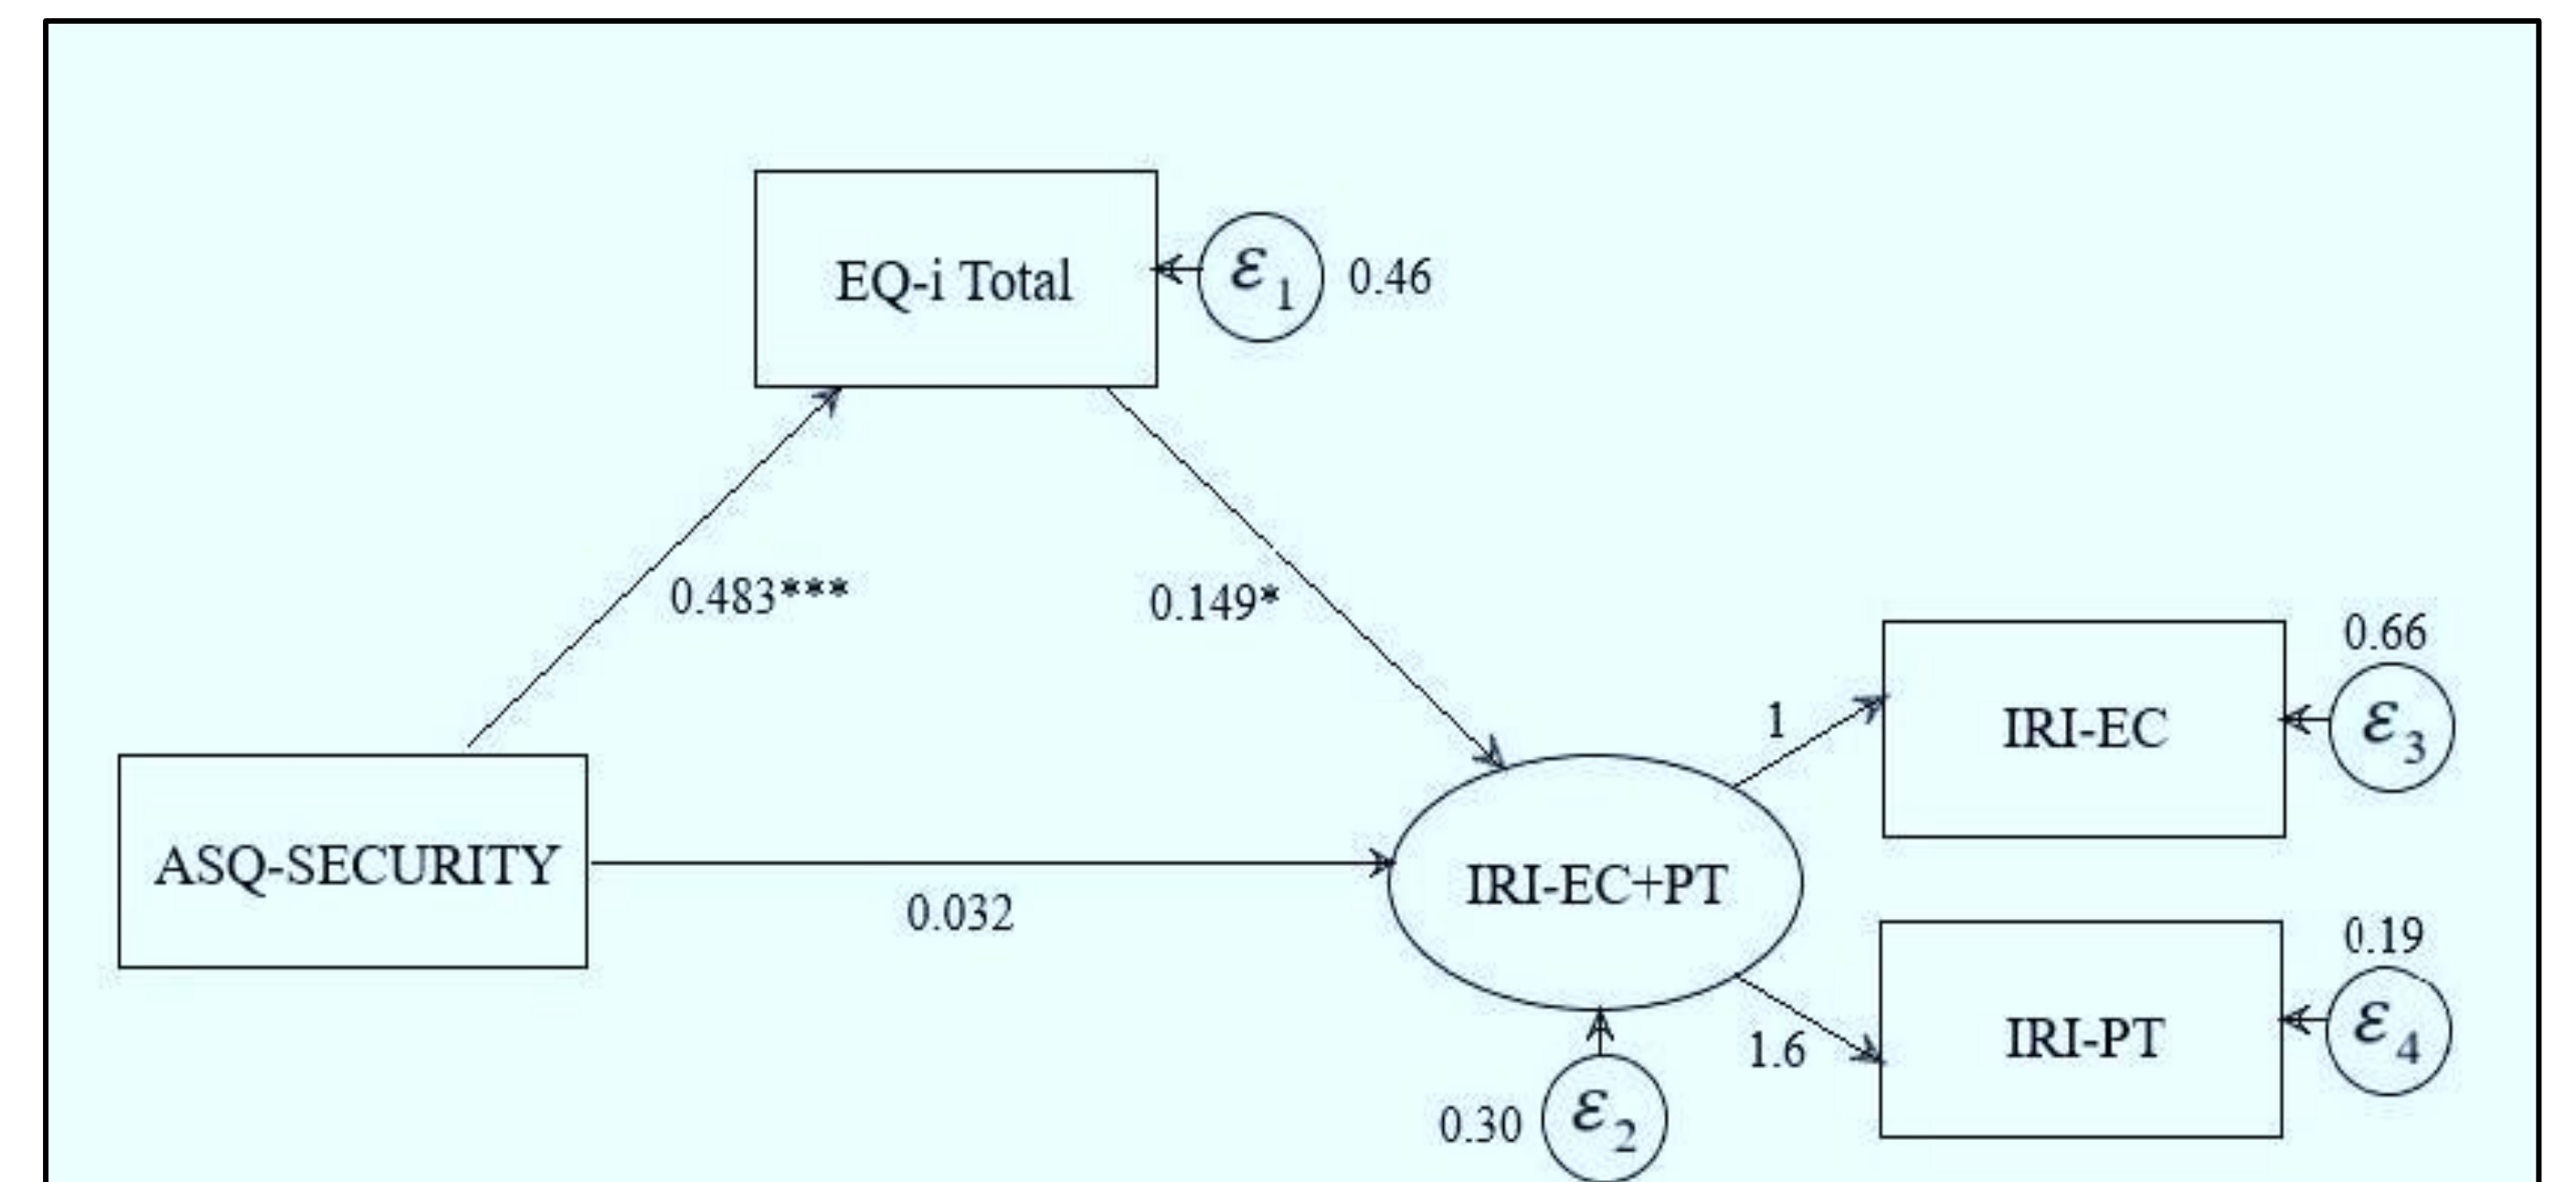 EQ-i Total
ε1
0.46
0.483***
0.149*
ASQ-SECURITY
0.032
IRI-EC+PT
1
1.6
0.30
ε2
IRI-EC
0.66
ε3
IRI-PT
0.19
ε4